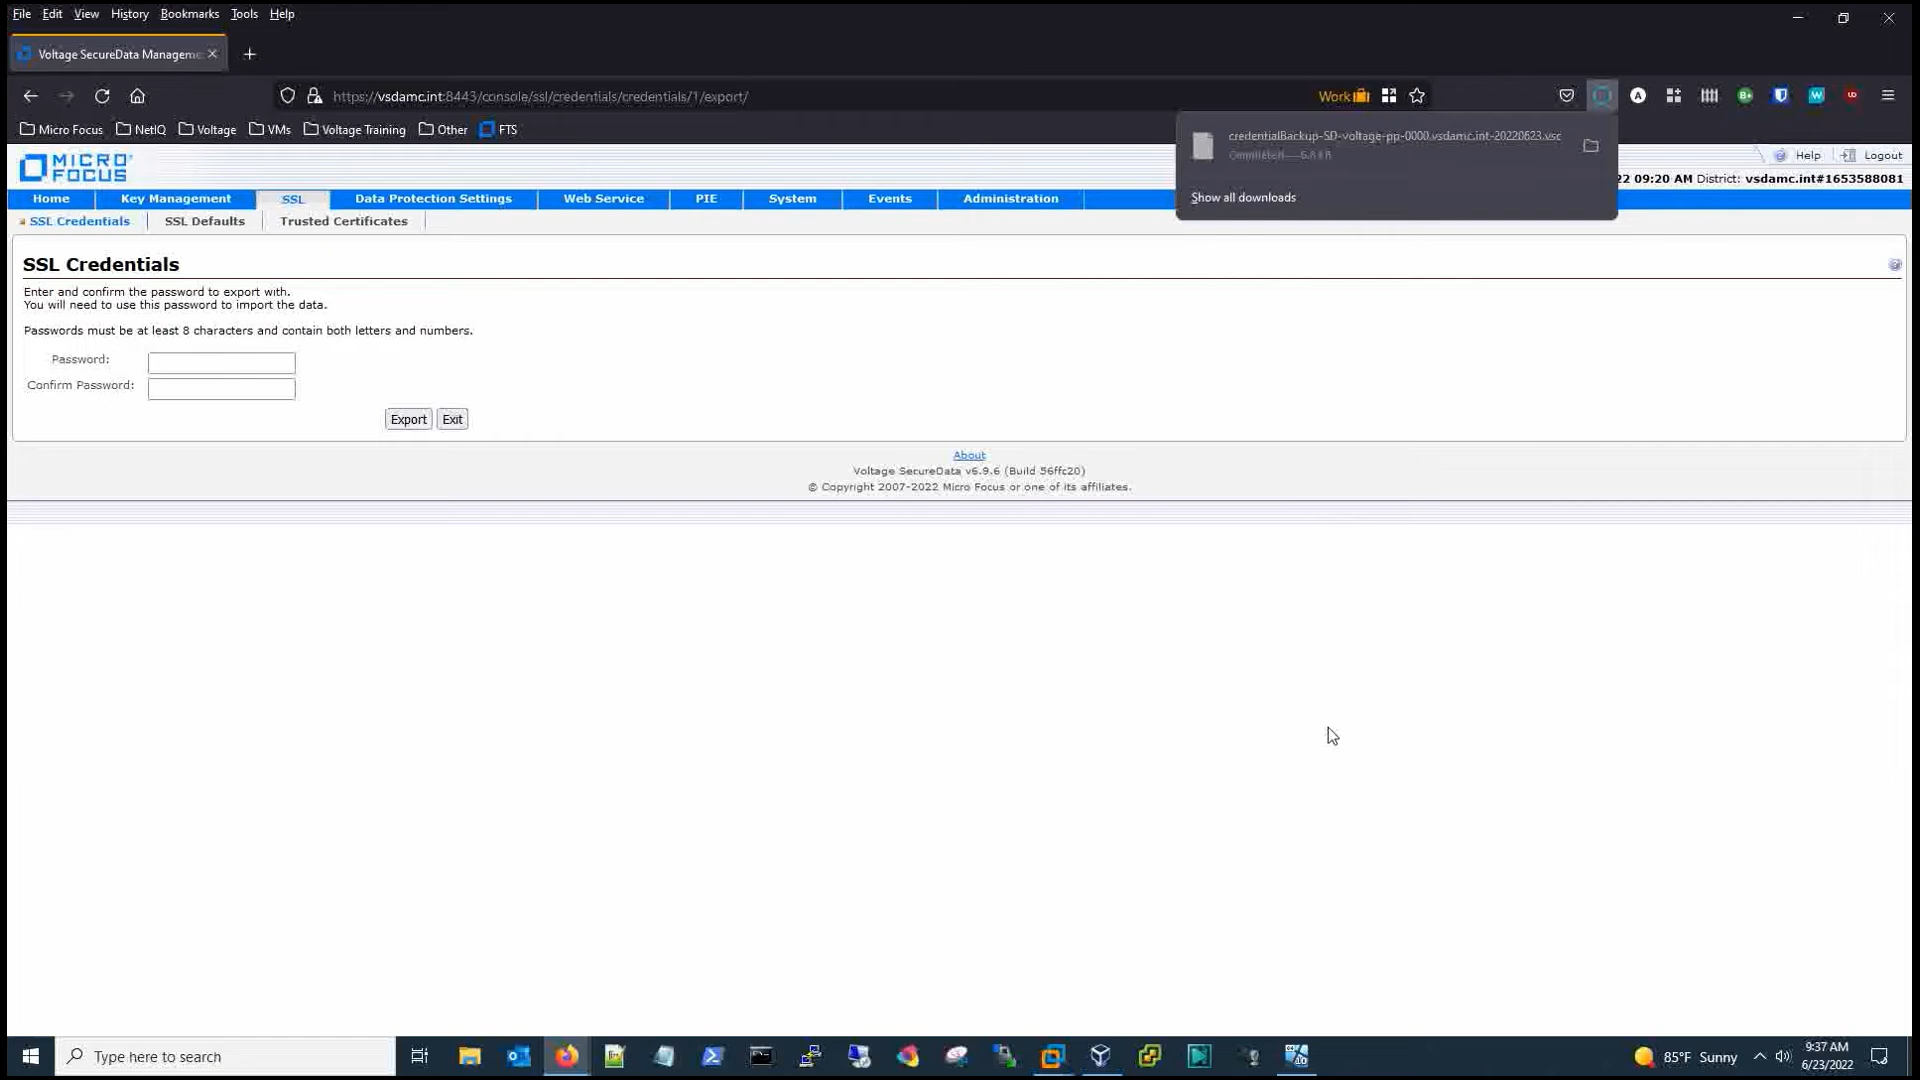 File Edit View History Bookmarks Tools Help
Voltage SecureData Manageme
https://vsdamc.int:8443/console/ssl/credentials/credentials/1/export/
Work
Micro Focus NetIQ Voltage VMs Voltage Training Other FTS
credentialBackup-SD-voltage-pp-0000.vsdamc.int-20220623.vsc
Completed
Show all downloads
MICRO
FOCUS
Help Logout
22 09:20 AM District: vsdamc.int#1653588081
Home Key Management SSL Data Protection Settings Web Service PIE System Events Administration
SSL Credentials SSL Defaults Trusted Certificates
SSL Credentials
Enter and confirm the password to export with.
You will need to use this password to import the data.
Passwords must be at least 8 characters and contain both letters and numbers.
Password:
Confirm Password:
Export Exit
About
Voltage SecureData v6.9.6 (Build 56ffc20)
© Copyright 2007-2022 Micro Focus or one of its affiliates.
Type here to search
85°F Sunny
9:37 AM
6/23/2022